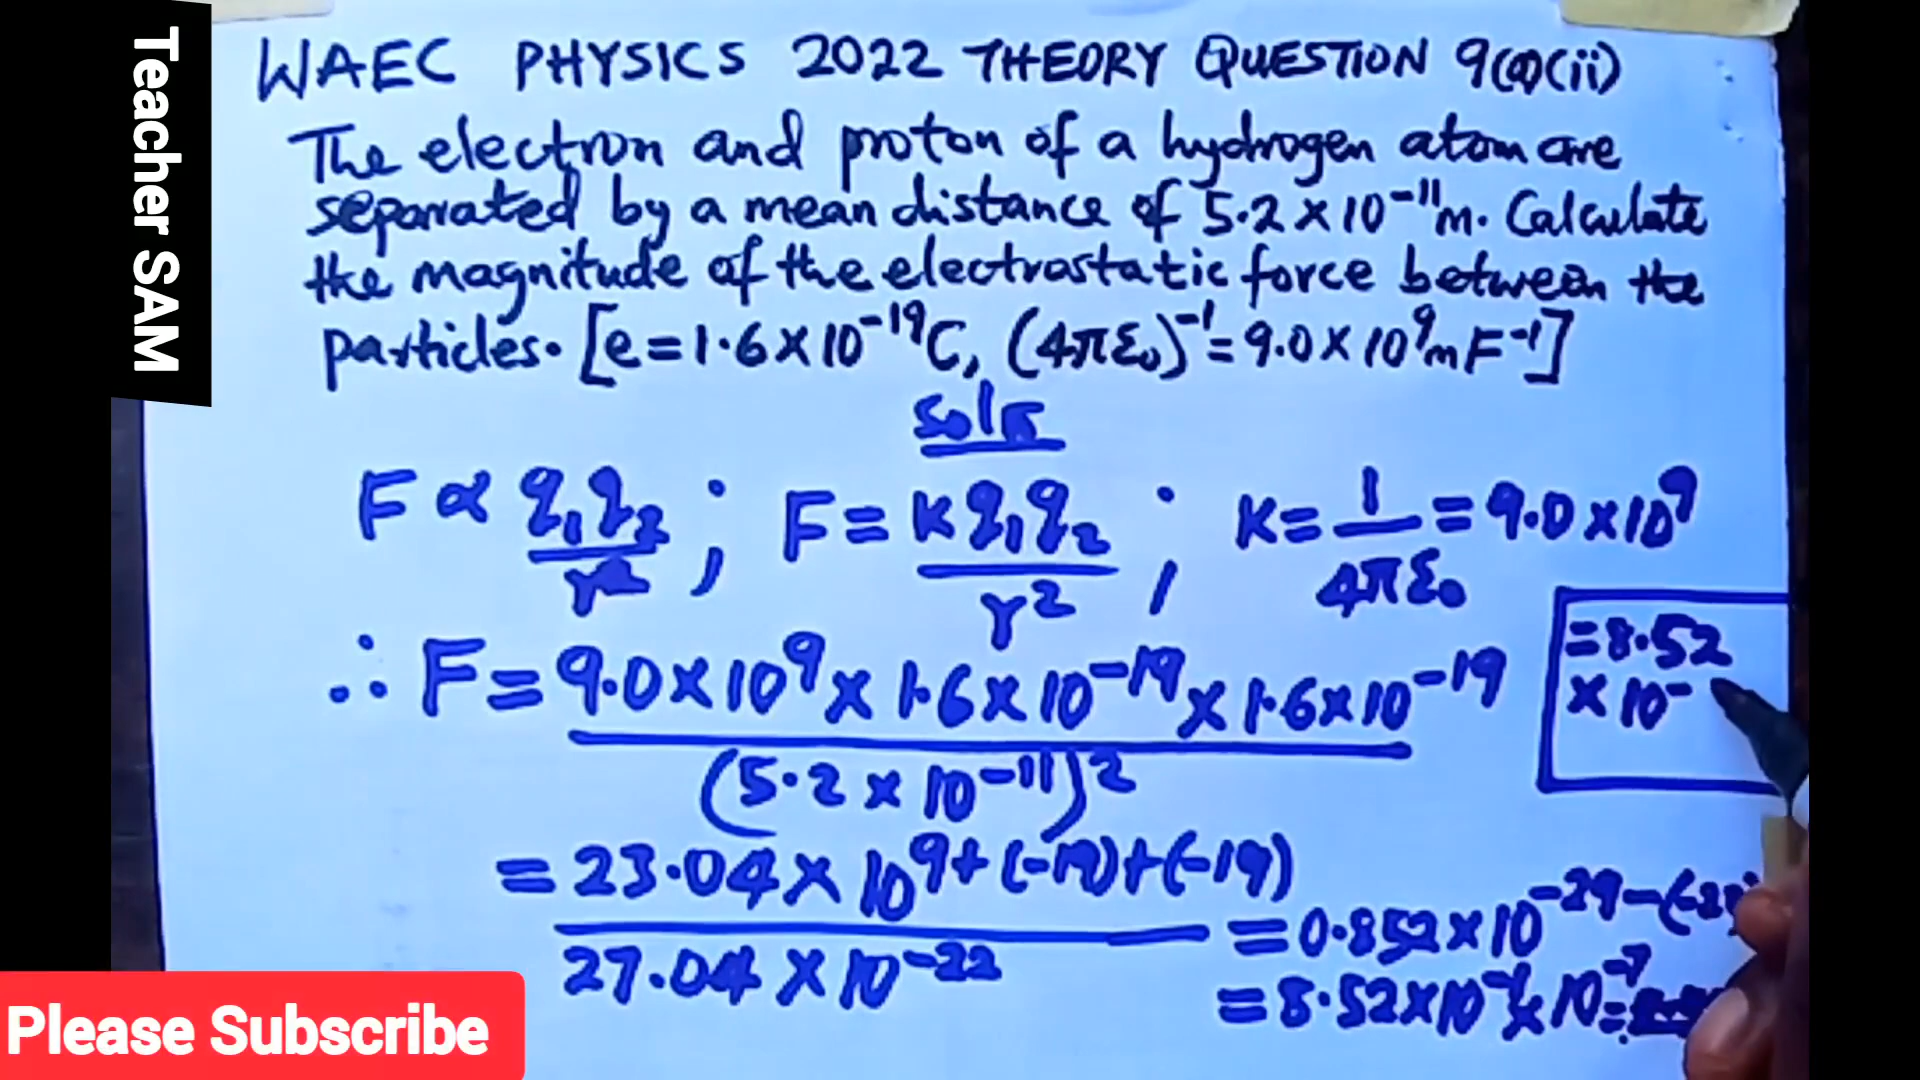 Teacher SAM
WAEC PHYSICS 2022 THEORY QUESTION 9(a)(ii)
The electron and proton of a hydrogen atom are
separated by a mean distance of 5.2 × 10⁻¹¹m. Calculate
the magnitude of the electrostatic force between the
particles. [e = 1.6 × 10⁻¹⁹C, (4πε₀)⁻¹ = 9.0 × 10⁹mF⁻¹]
soln
F ∝ q₁q₂/r² ; F = kq₁q₂/r² ; K = 1/4πε₀ = 9.0 × 10⁹
∴ F = 9.0 × 10⁹ × 1.6 × 10⁻¹⁹ × 1.6 × 10⁻¹⁹
(5.2 × 10⁻¹¹)²
= 8.52
× 10⁻
= 23.04 × 10⁹⁺⁽⁻¹⁹⁾⁺⁽⁻¹⁹⁾
27.04 × 10⁻²²
= 0.852 × 10⁻²⁹⁻⁽⁻²²⁾
= 8.52 × 10⁻¹ × 10⁻⁷ =
Please Subscribe